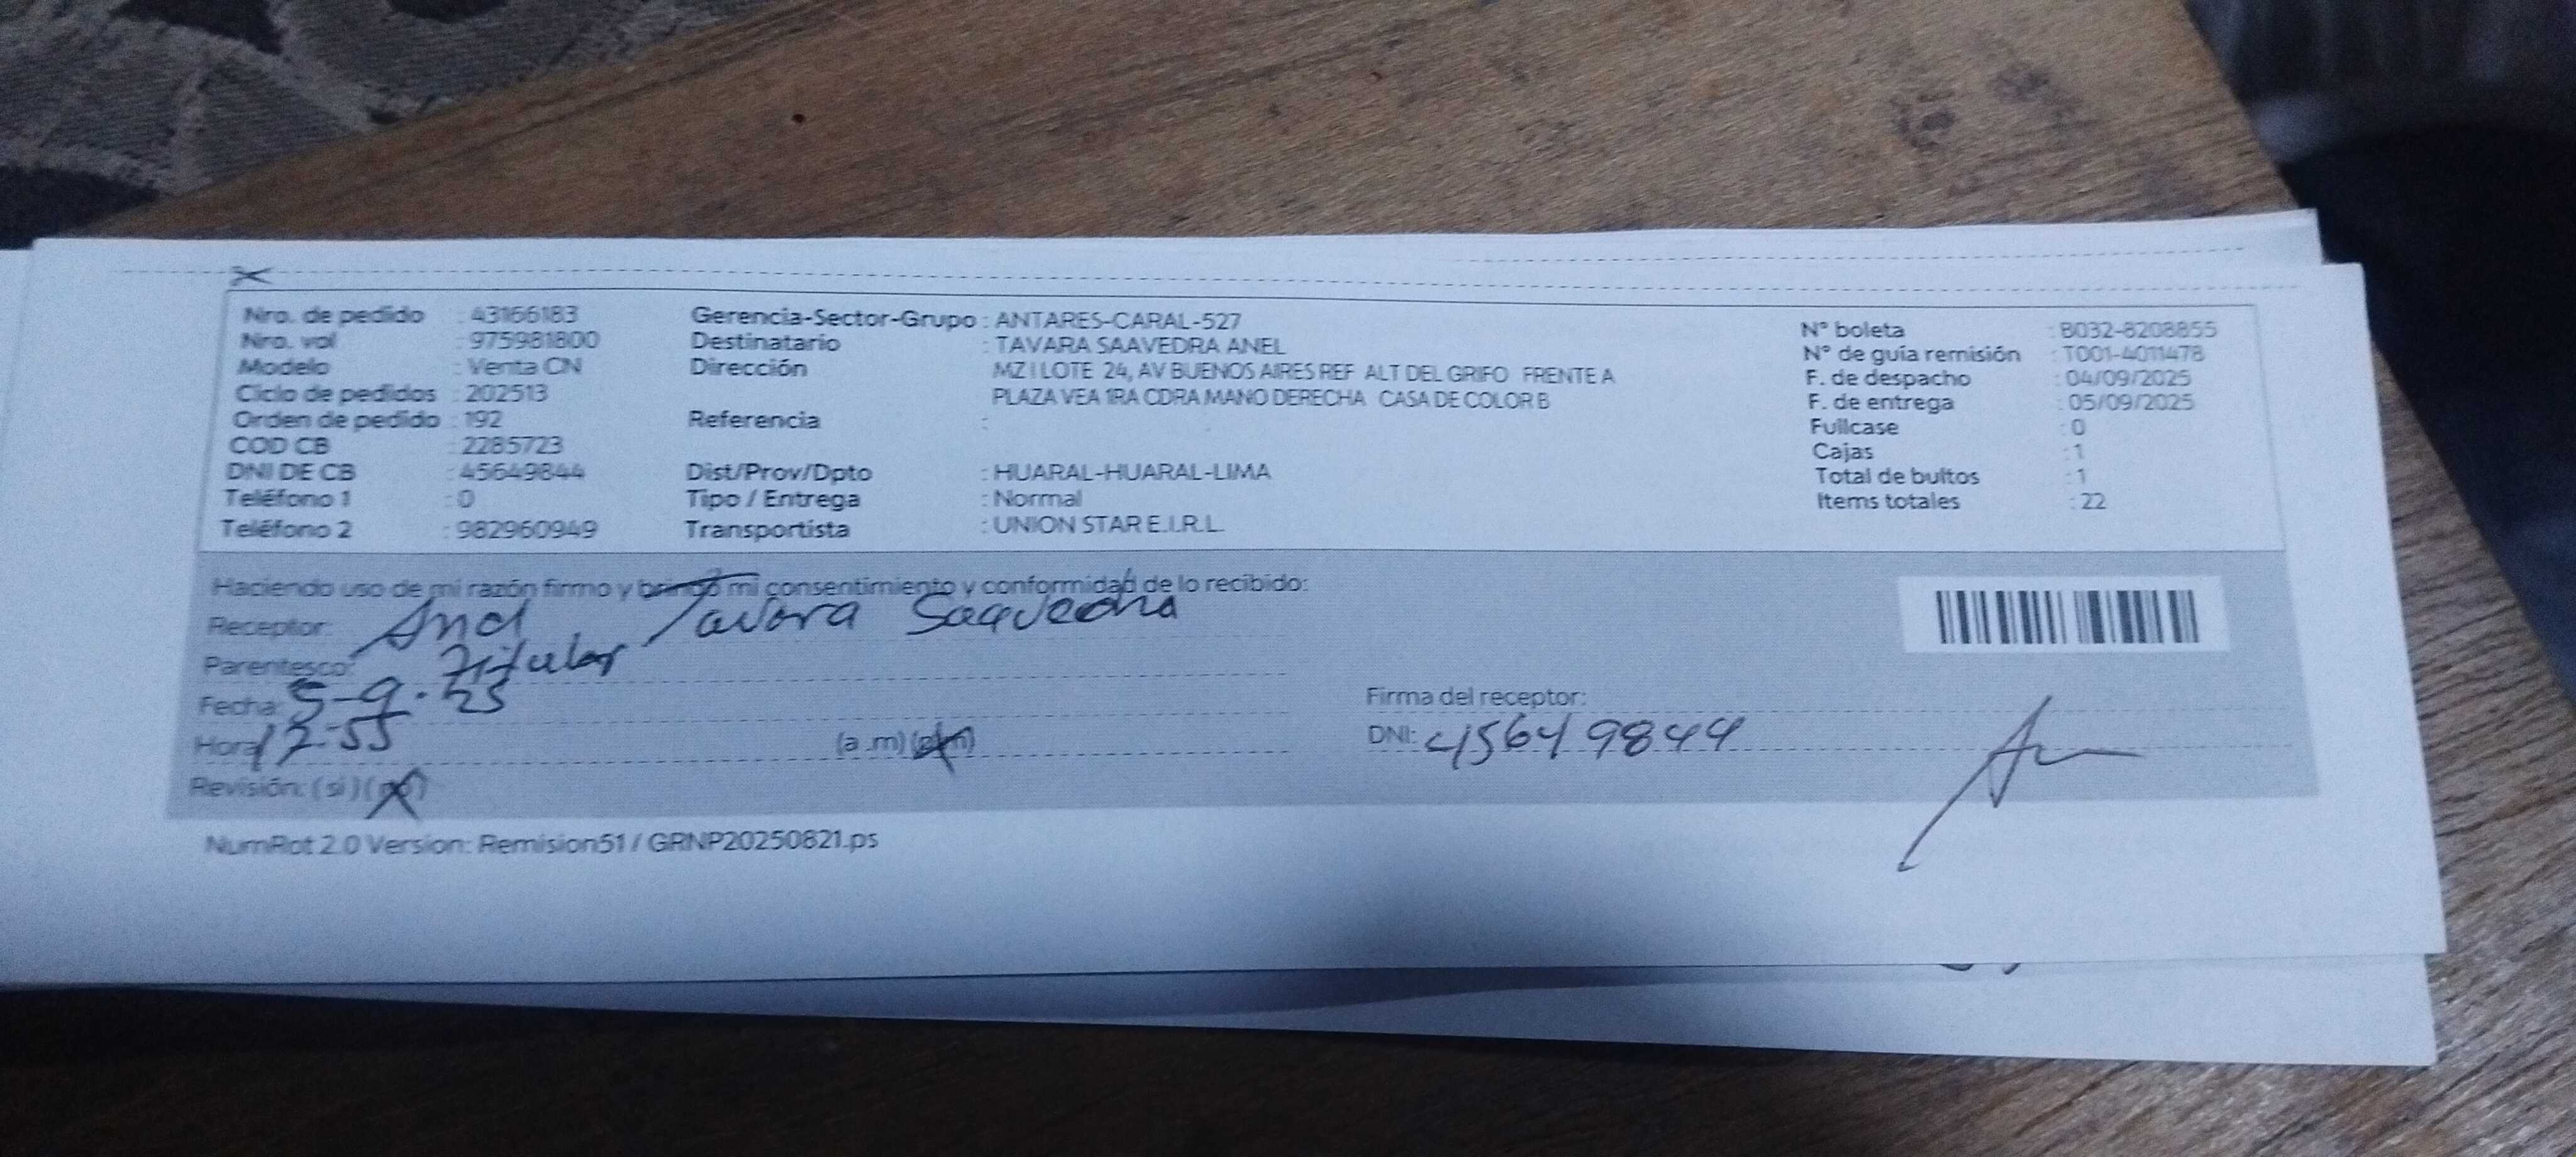 Nro. de pedido : 43166183
Nro. vol : 975981800
Modelo : Venta CN
Ciclo de pedidos : 202513
Orden de pedido : 192
COD CB : 2285723
DNI DE CB : 45649844
Teléfono 1 : 0
Teléfono 2 : 982960949
Gerencia-Sector-Grupo : ANTARES-CARAL-527
Destinatario : TAVARA SAAVEDRA ANEL
Dirección MZ I LOTE 24, AV BUENOS AIRES REF ALT DEL GRIFO FRENTE A
PLAZA VEA 1RA CDRA MANO DERECHA CASA DE COLOR B
Referencia :
Dist/Prov/Dpto : HUARAL-HUARAL-LIMA
Tipo / Entrega : Normal
Transportista : UNION STAR E.I.R.L.
N° boleta : B032-8208855
N° de guía remisión : T001-4011478
F. de despacho : 04/09/2025
F. de entrega : 05/09/2025
Fullcase : 0
Cajas : 1
Total de bultos : 1
Items totales : 22
Haciendo uso de mi razón firmo y brindo mi consentimiento y conformidad de lo recibido:
Receptor: Anel Tavara Saavedra
Parentesco: Titular
Fecha: 5-9-25
Hora 12:55 (a .m) (p.m)
Revisión: (si) (no)
Firma del receptor:
DNI: 45649844
NumRot 2.0 Version: Remision51 / GRNP20250821.ps